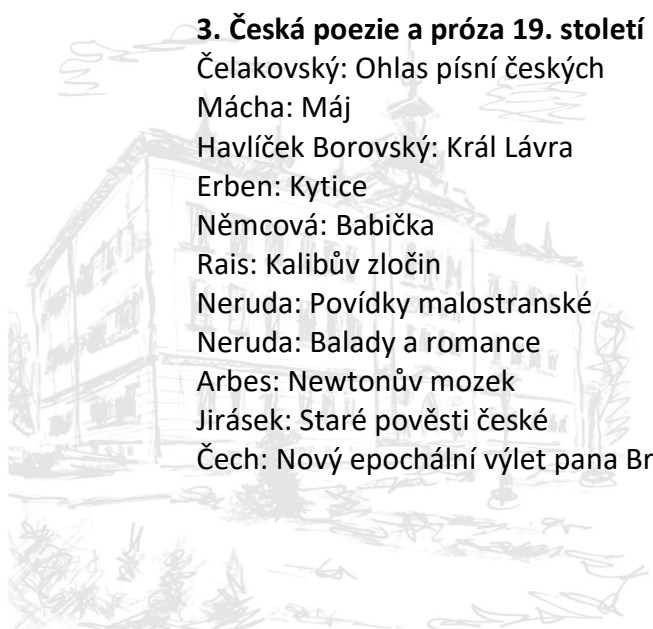 3. Česká poezie a próza 19. století
Čelakovský: Ohlas písní českých
Mácha: Máj
Havlíček Borovský: Král Lávra
Erben: Kytice
Němcová: Babička
Rais: Kalibův zločin
Neruda: Povídky malostranské
Neruda: Balady a romance
Arbes: Newtonův mozek
Jirásek: Staré pověsti české
Čech: Nový epochální výlet pana Br